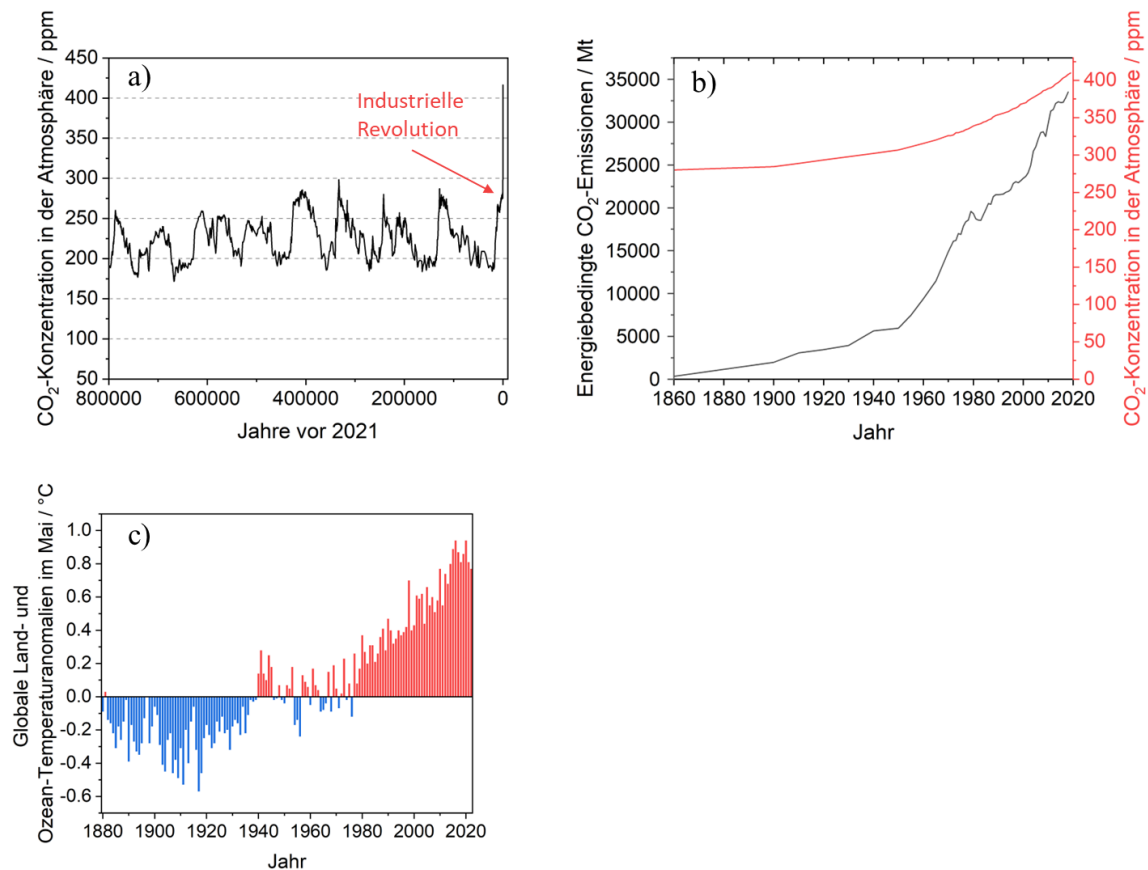 CO₂-Konzentration in der Atmosphäre / ppm
450
400
350
300
250
200
150
100
50
a)
Industrielle
Revolution
800000 600000 400000 200000 0
Jahre vor 2021
Energiebedingte CO₂-Emissionen / Mt
35000
30000
25000
20000
15000
10000
5000
0
b)
1860 1880 1900 1920 1940 1960 1980 2000 2020
Jahr
400
350
300
250
200
150
100
50
0
CO₂-Konzentration in der Atmosphäre / ppm
Globale Land- und
Ozean-Temperaturanomalien im Mai / °C
1.0
0.8
0.6
0.4
0.2
0.0
-0.2
-0.4
-0.6
c)
1880 1900 1920 1940 1960 1980 2000 2020
Jahr